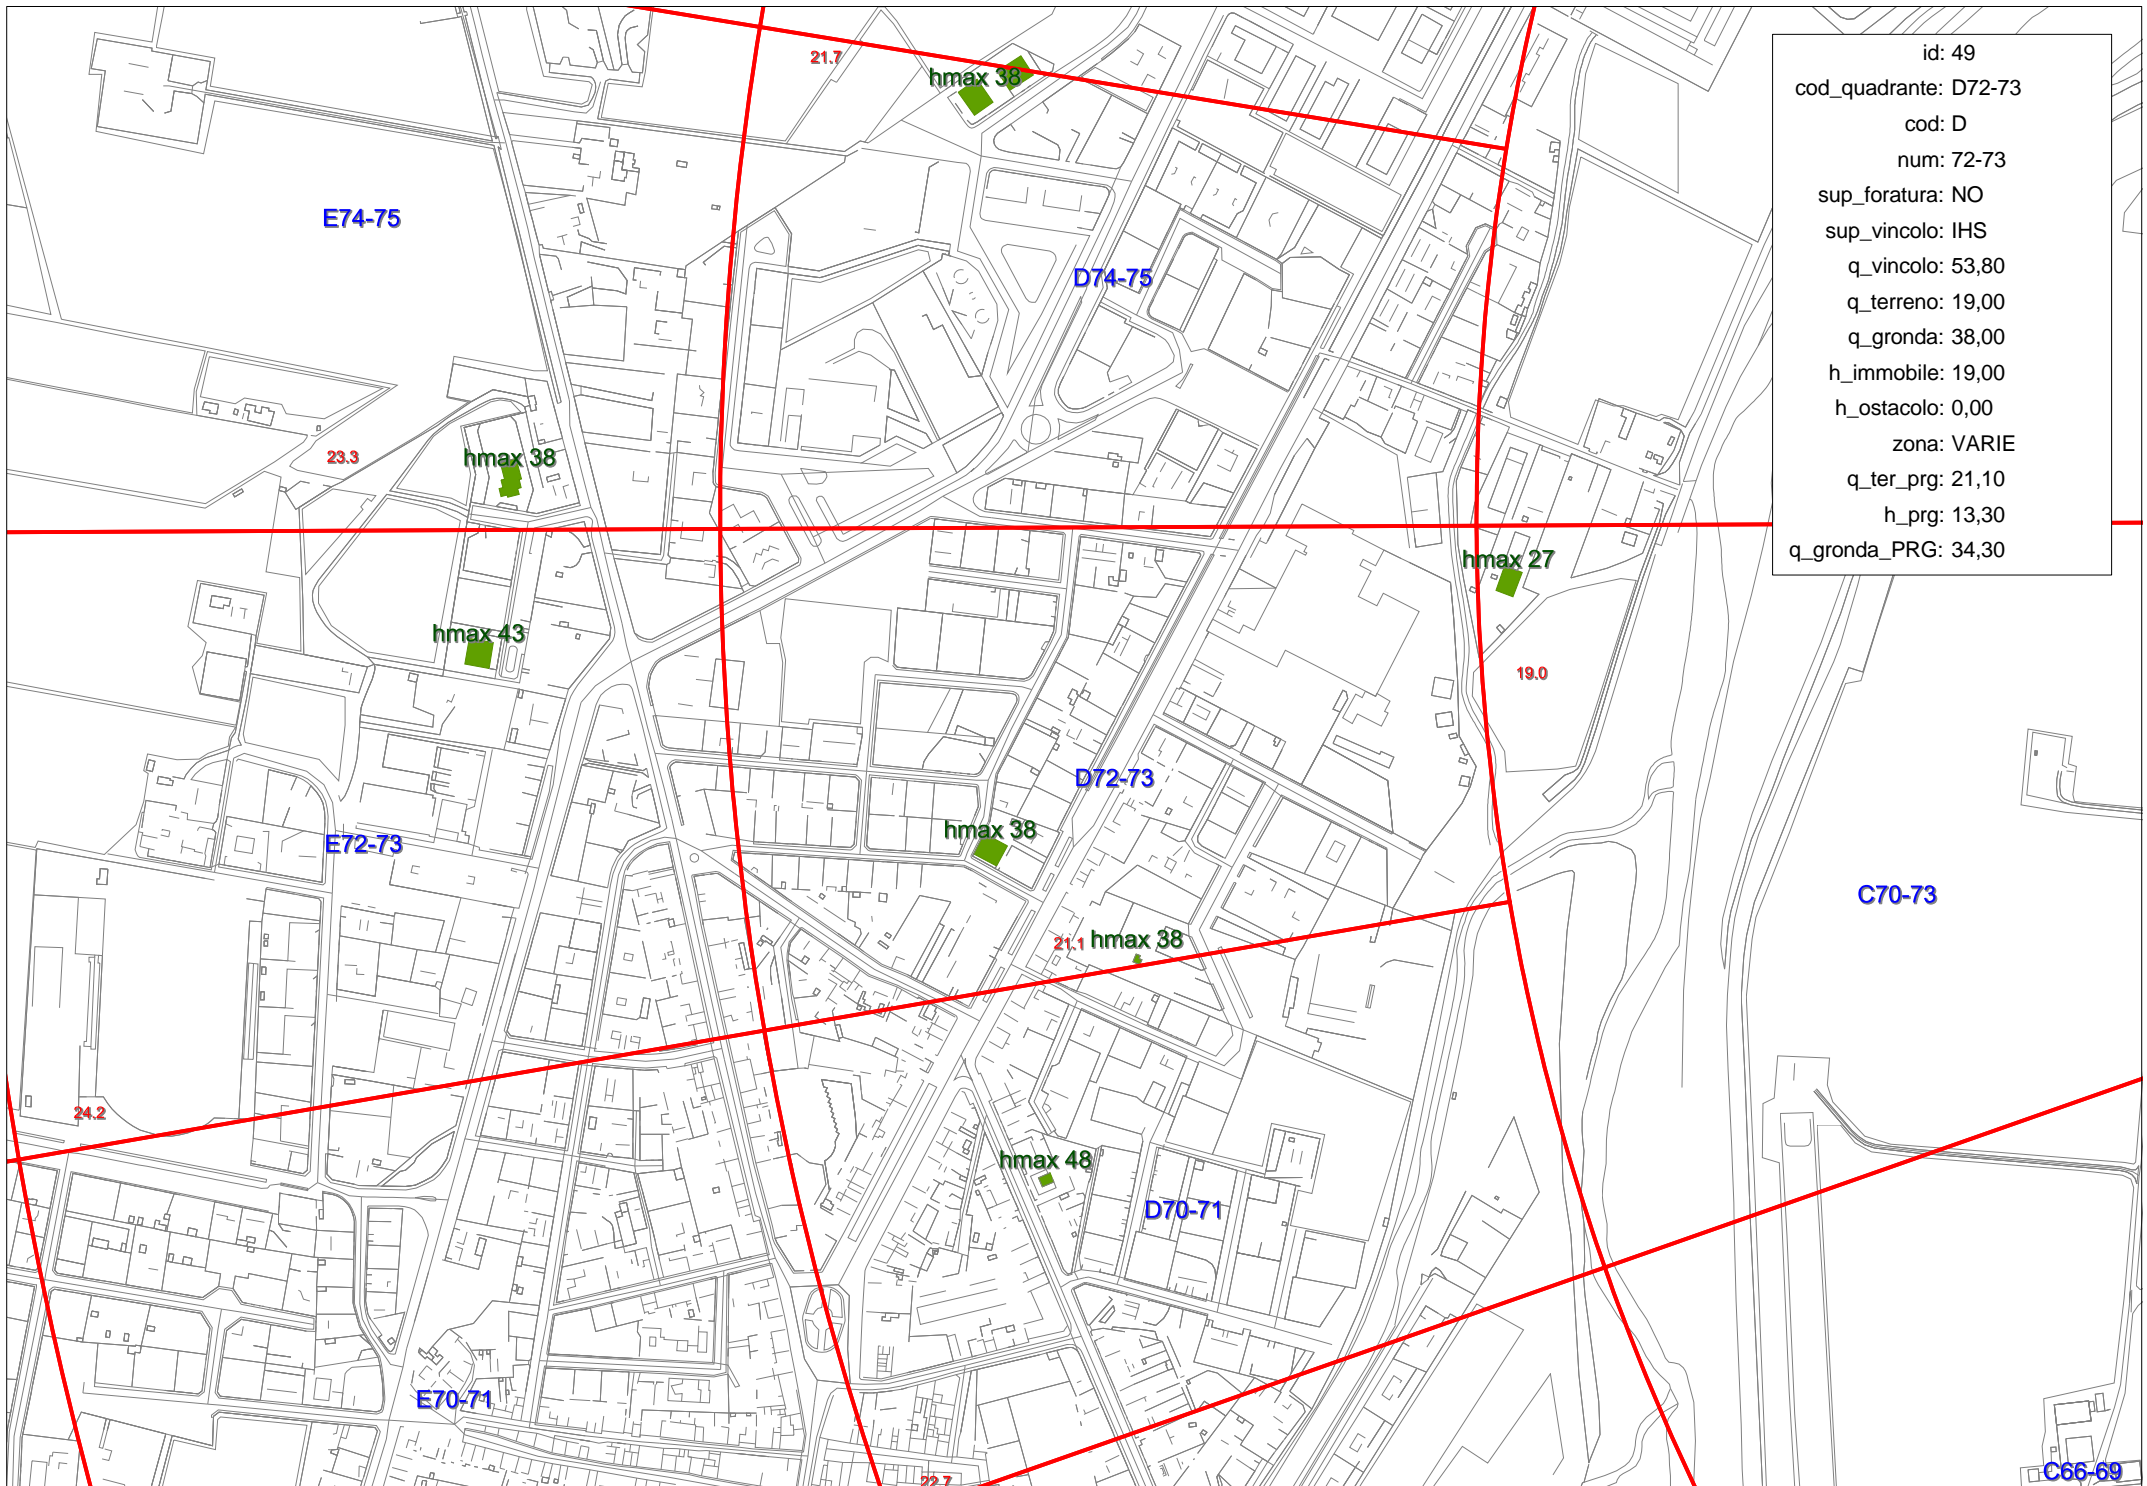 21.7
hmax 38
id: 49
cod_quadrante: D72-73
cod: D
num: 72-73
sup_foratura: NO
sup_vincolo: IHS
q_vincolo: 53,80
q_terreno: 19,00
q_gronda: 38,00
h_immobile: 19,00
h_ostacolo: 0,00
zona: VARIE
q_ter_prg: 21,10
h_prg: 13,30
q_gronda_PRG: 34,30
E74-75
D74-75
23.3
hmax 38
hmax 27
hmax 43
19.0
D72-73
hmax 38
E72-73
C70-73
21.1 hmax 38
24.2
hmax 48
D70-71
E70-71
C66-69
22.7